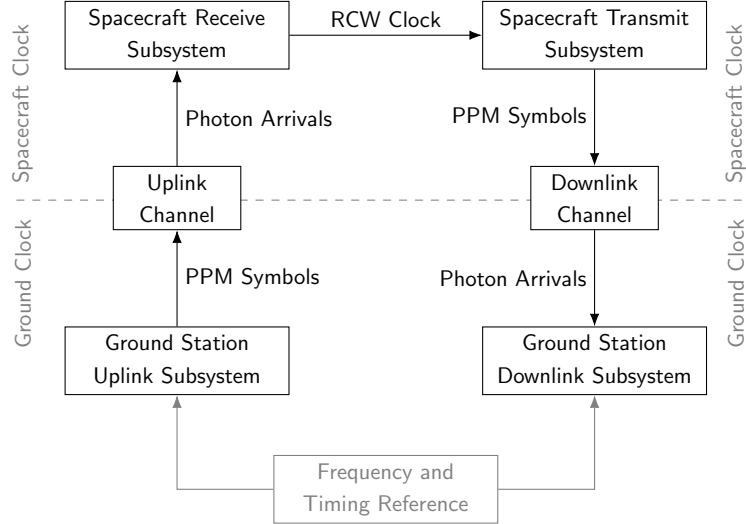 Spacecraft Receive
Subsystem
RCW Clock
Spacecraft Transmit
Subsystem
Spacecraft Clock
Spacecraft Clock
Photon Arrivals
PPM Symbols
Uplink
Channel
Downlink
Channel
Ground Clock
Ground Clock
PPM Symbols
Photon Arrivals
Ground Station
Uplink Subsystem
Ground Station
Downlink Subsystem
Frequency and
Timing Reference